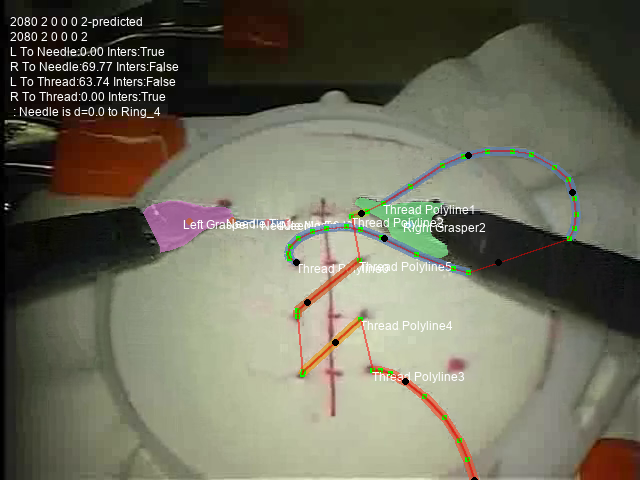 2080 2 0 0 0 2-predicted
2080 2 0 0 0 2
L To Needle:0.00 Inters:True
R To Needle:69.77 Inters:False
L To Thread:63.74 Inters:False
R To Thread:0.00 Inters:True
: Needle is d=0.0 to Ring_4
Thread Polyline1
Left Grasper1
Right Grasper2
Thread Polyline5
Thread Polyline4
Thread Polyline3